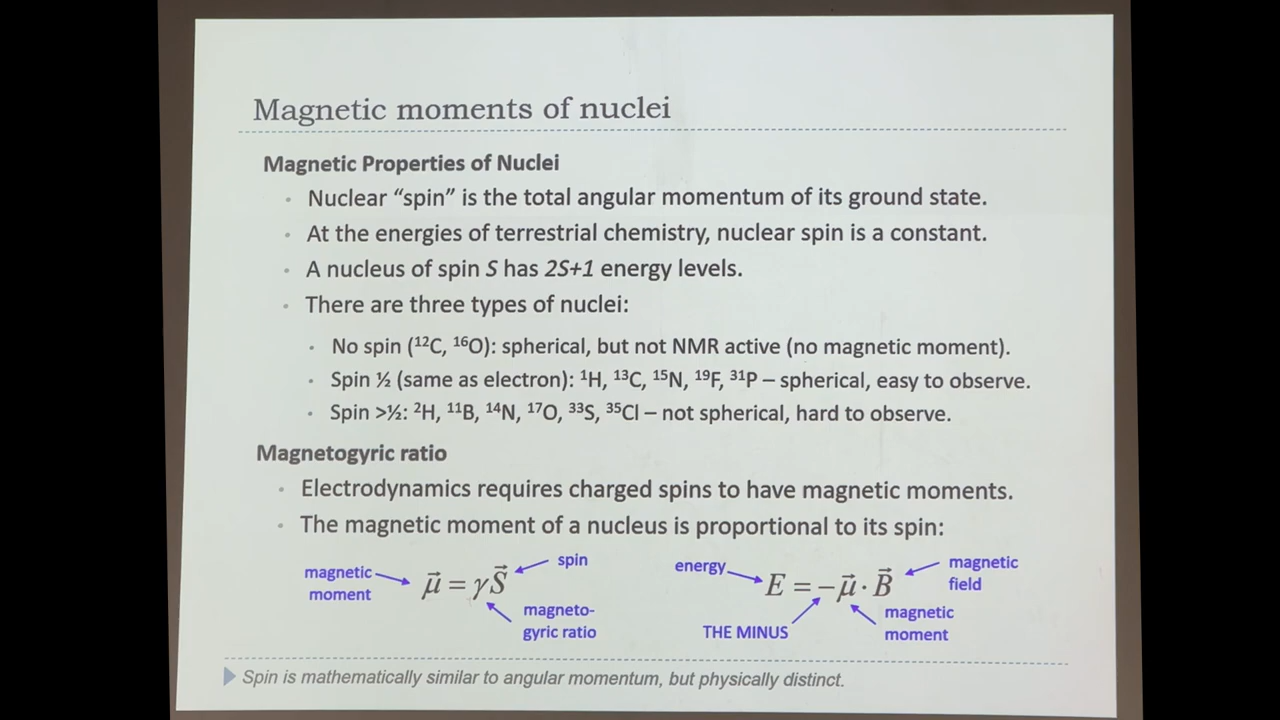 Magnetic moments of nuclei
Magnetic Properties of Nuclei
· Nuclear “spin” is the total angular momentum of its ground state.
· At the energies of terrestrial chemistry, nuclear spin is a constant.
· A nucleus of spin S has 2S+1 energy levels.
· There are three types of nuclei:
· No spin (¹²C, ¹⁶O): spherical, but not NMR active (no magnetic moment).
· Spin ½ (same as electron): ¹H, ¹³C, ¹⁵N, ¹⁹F, ³¹P – spherical, easy to observe.
· Spin >½: ²H, ¹¹B, ¹⁴N, ¹⁷O, ³³S, ³⁵Cl – not spherical, hard to observe.
Magnetogyric ratio
· Electrodynamics requires charged spins to have magnetic moments.
· The magnetic moment of a nucleus is proportional to its spin:
magnetic
moment
μ⃗ = γS⃗
spin
magneto-
gyric ratio
energy
E = −μ⃗ · B⃗
magnetic
field
THE MINUS
magnetic
moment
Spin is mathematically similar to angular momentum, but physically distinct.